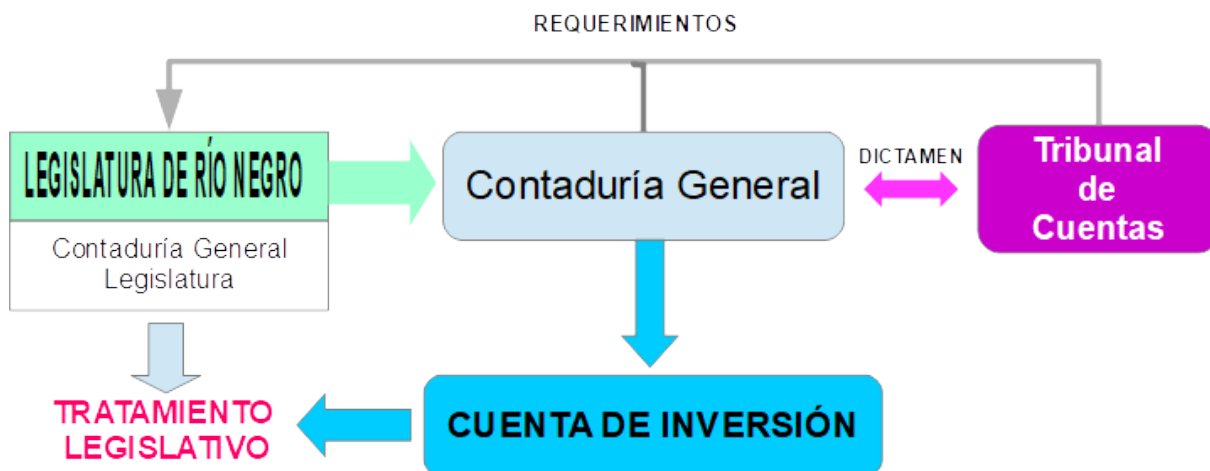 REQUERIMIENTOS
LEGISLATURA DE RÍO NEGRO
Contaduría General
Legislatura
Contaduría General
DICTAMEN
Tribunal
de
Cuentas
TRATAMIENTO
LEGISLATIVO
CUENTA DE INVERSIÓN